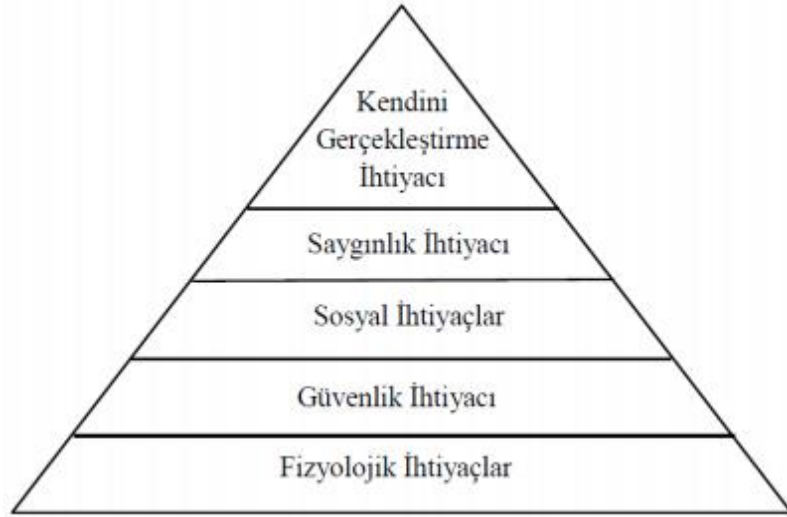 Kendini
Gerçekleştirme
İhtiyacı
Saygınlık İhtiyacı
Sosyal İhtiyaçlar
Güvenlik İhtiyacı
Fizyolojik İhtiyaçlar